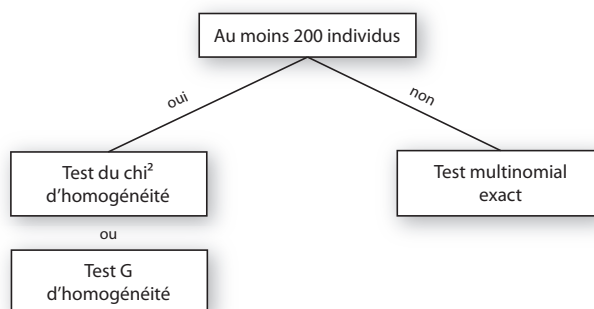 Au moins 200 individus
oui
non
Test du chi²
d’homogénéité
Test multinomial
exact
ou
Test G
d’homogénéité